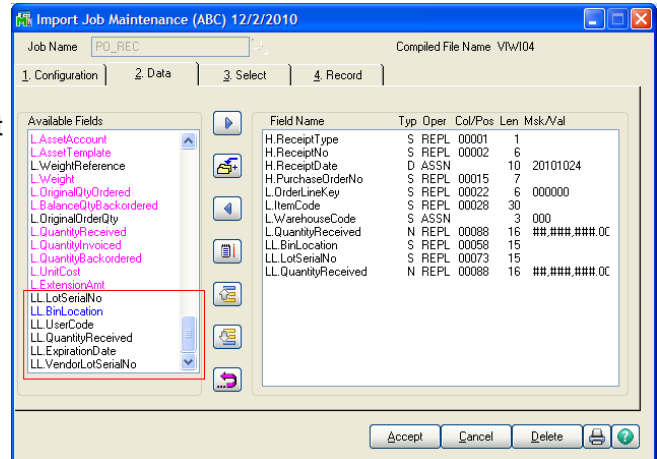 Import Job Maintenance (ABC) 12/2/2010
Job Name PO_REC Compiled File Name VIWI04
1. Configuration 2. Data 3. Select 4. Record
Available Fields
L.AssetAccount
L.AssetTemplate
L.WeightReference
L.Weight
L.OriginalQtyOrdered
L.BalanceQtyBackordered
L.OriginalOrderQty
L.QuantityReceived
L.QuantityInvoiced
L.QuantityBackordered
L.UnitCost
L.ExtensionAmt
LL.LotSerialNo
LL.BinLocation
LL.UserCode
LL.QuantityReceived
LL.ExpirationDate
LL.VendorLotSerialNo
Field Name Typ Oper Col/Pos Len Msk/Val
H.ReceiptType S REPL 00001 1
H.ReceiptNo S REPL 00002 6
H.ReceiptDate D ASSN 10 20101024
H.PurchaseOrderNo S REPL 00015 7
L.OrderLineKey S REPL 00022 6 000000
L.ItemCode S REPL 00028 30
L.WarehouseCode S ASSN 3 000
L.QuantityReceived N REPL 00088 16 ##,###,###.0C
LL.BinLocation S REPL 00058 15
LL.LotSerialNo S REPL 00073 15
LL.QuantityReceived N REPL 00088 16 ##,###,###.0C
Accept Cancel Delete